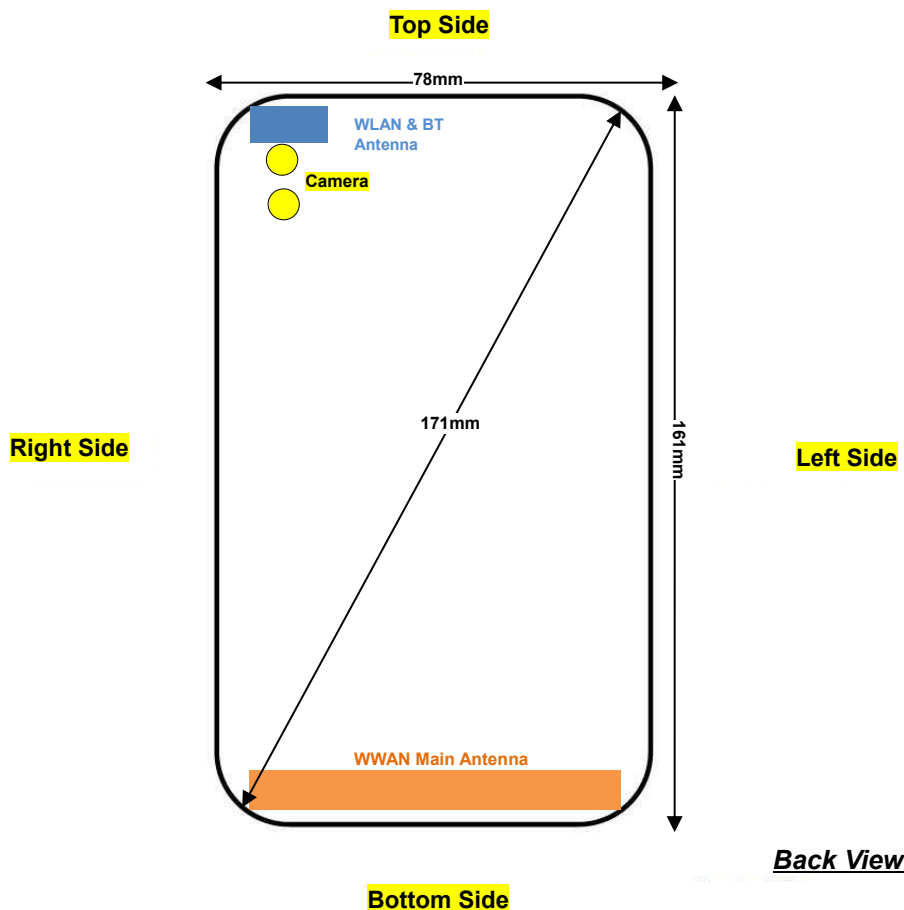 Top Side
78mm
WLAN & BT
Antenna
Camera
171mm
161mm
Right Side
Left Side
WWAN Main Antenna
Back View
Bottom Side